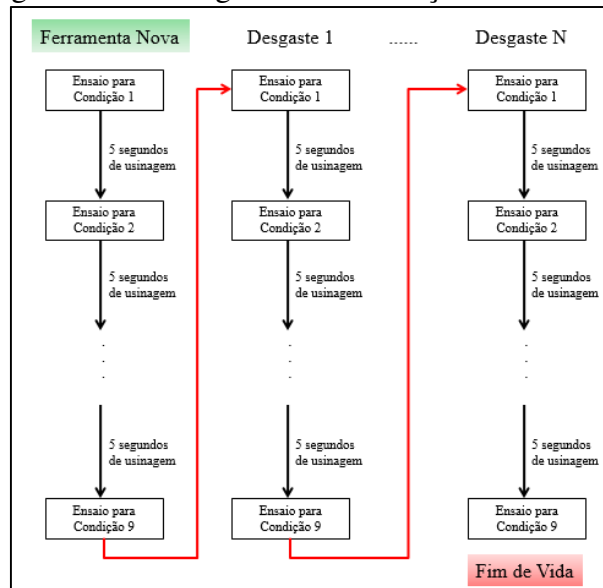 Ferramenta Nova
Desgaste 1
......
Desgaste N
Ensaio para
Condição 1
Ensaio para
Condição 1
Ensaio para
Condição 1
5 segundos
de usinagem
5 segundos
de usinagem
5 segundos
de usinagem
Ensaio para
Condição 2
Ensaio para
Condição 2
Ensaio para
Condição 2
5 segundos
de usinagem
5 segundos
de usinagem
5 segundos
de usinagem
5 segundos
de usinagem
5 segundos
de usinagem
5 segundos
de usinagem
Ensaio para
Condição 9
Ensaio para
Condição 9
Ensaio para
Condição 9
Fim de Vida